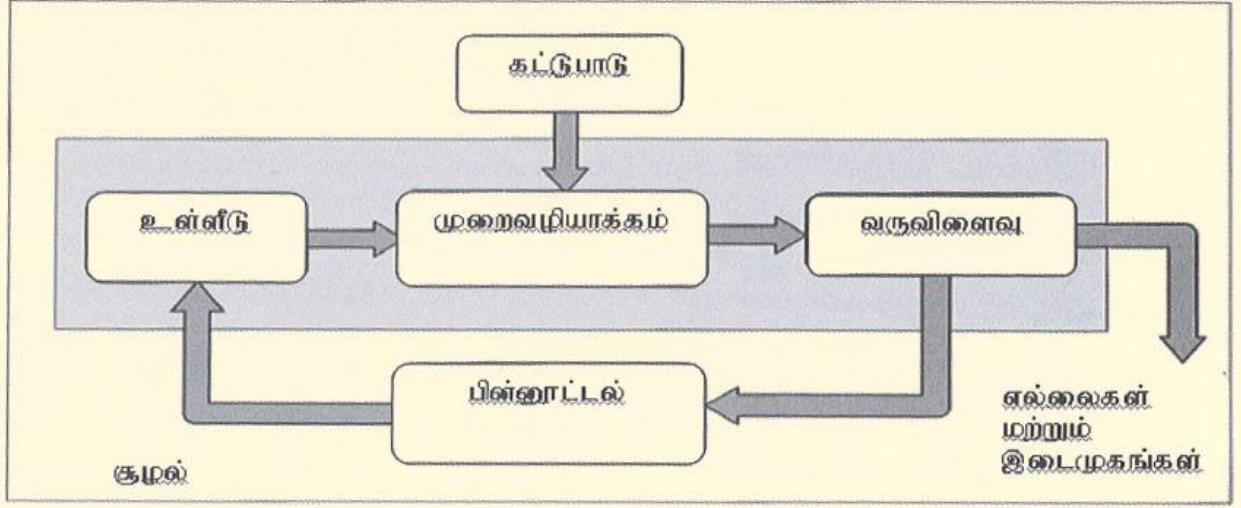 கட்டுபாடு
உள்ளீடு
முறைவழியாக்கம்
வருவிளைவு
பின்னூட்டல்
எல்லைகள்
மற்றும்
இடைமுகங்கள்
சூழல்